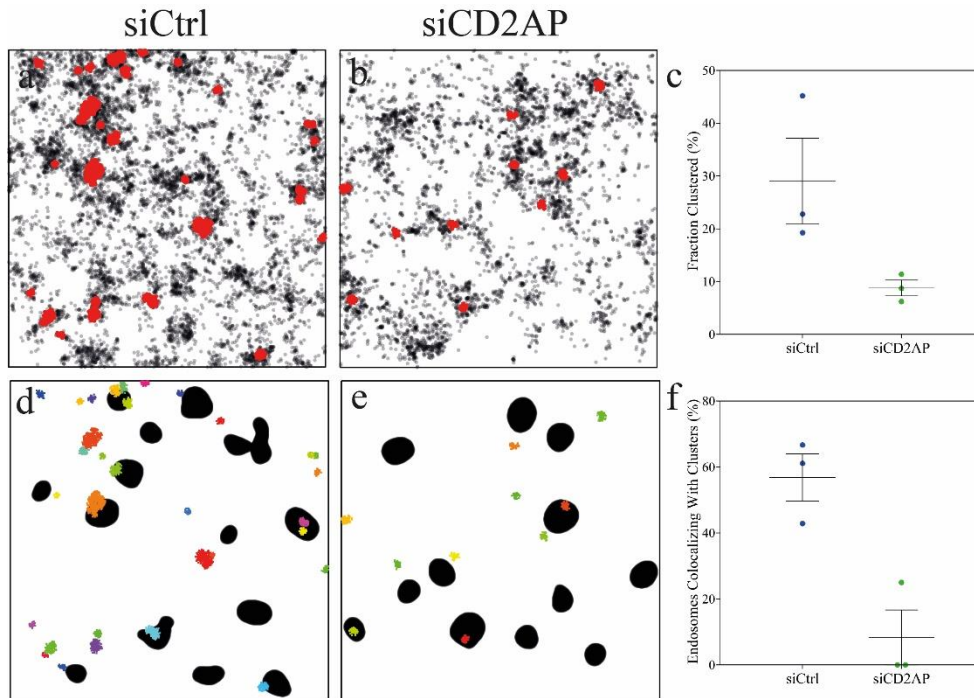 siCtrl siCD2AP
a b c
50
40
30
20
10
0
Fraction Clustered (%)
siCtrl siCD2AP
d e f
80
60
40
20
0
Endosomes Colocalizing With Clusters (%)
siCtrl siCD2AP